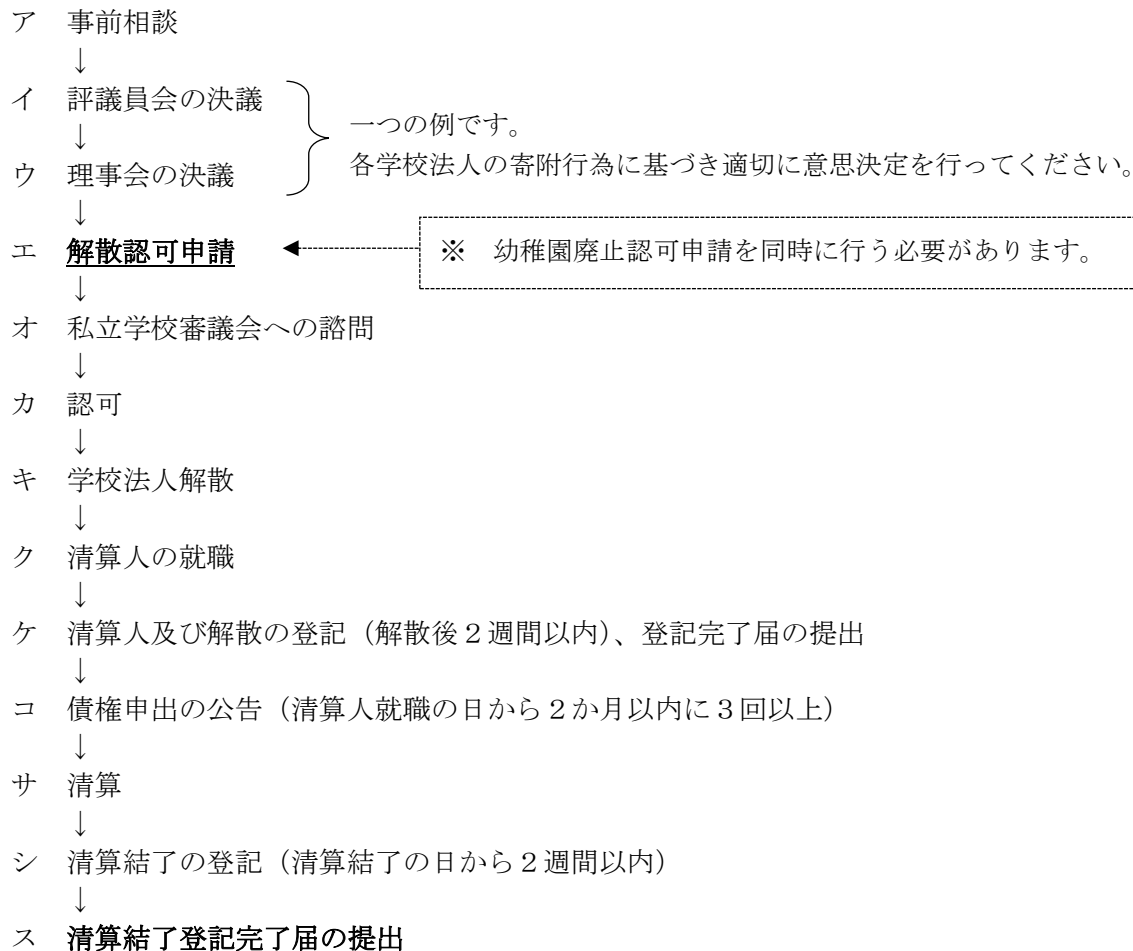 ア 事前相談
↓
イ 評議員会の決議
↓
ウ 理事会の決議
一つの例です。
各学校法人の寄附行為に基づき適切に意思決定を行ってください。
↓
エ 解散認可申請
※ 幼稚園廃止認可申請を同時に行う必要があります。
↓
オ 私立学校審議会への諮問
↓
カ 認可
↓
キ 学校法人解散
↓
ク 清算人の就職
↓
ケ 清算人及び解散の登記（解散後２週間以内）、登記完了届の提出
↓
コ 債権申出の公告（清算人就職の日から２か月以内に３回以上）
↓
サ 清算
↓
シ 清算結了の登記（清算結了の日から２週間以内）
↓
ス 清算結了登記完了届の提出